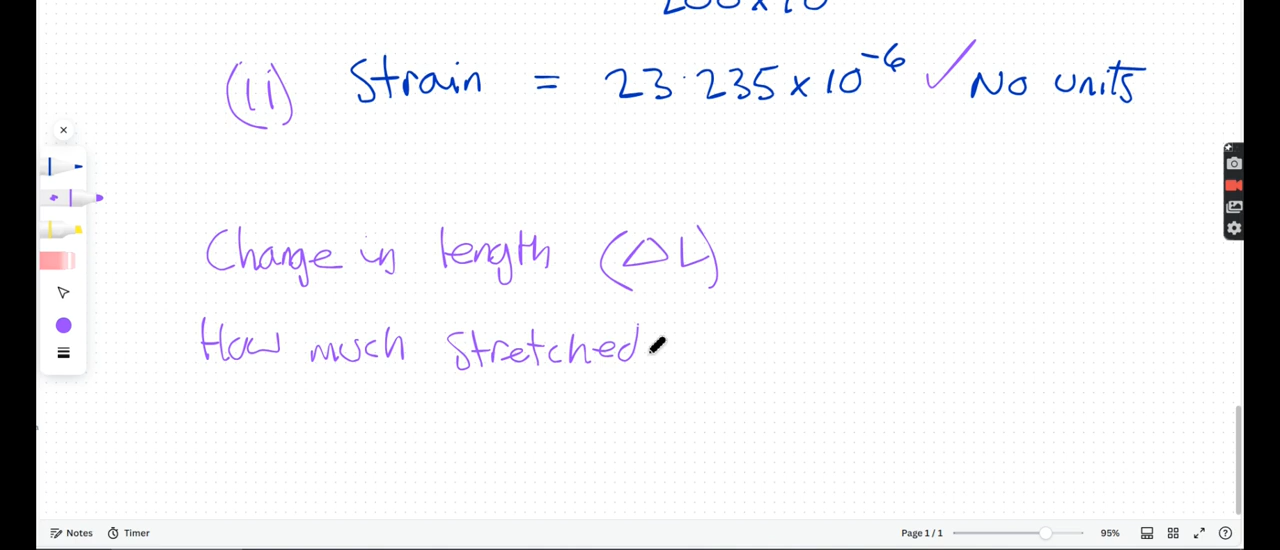 (ii) Strain = 23.235 x 10⁻⁶ ✓ No units
Change in length (ΔL)
How much stretched
Notes Timer Page 1 / 1 95%